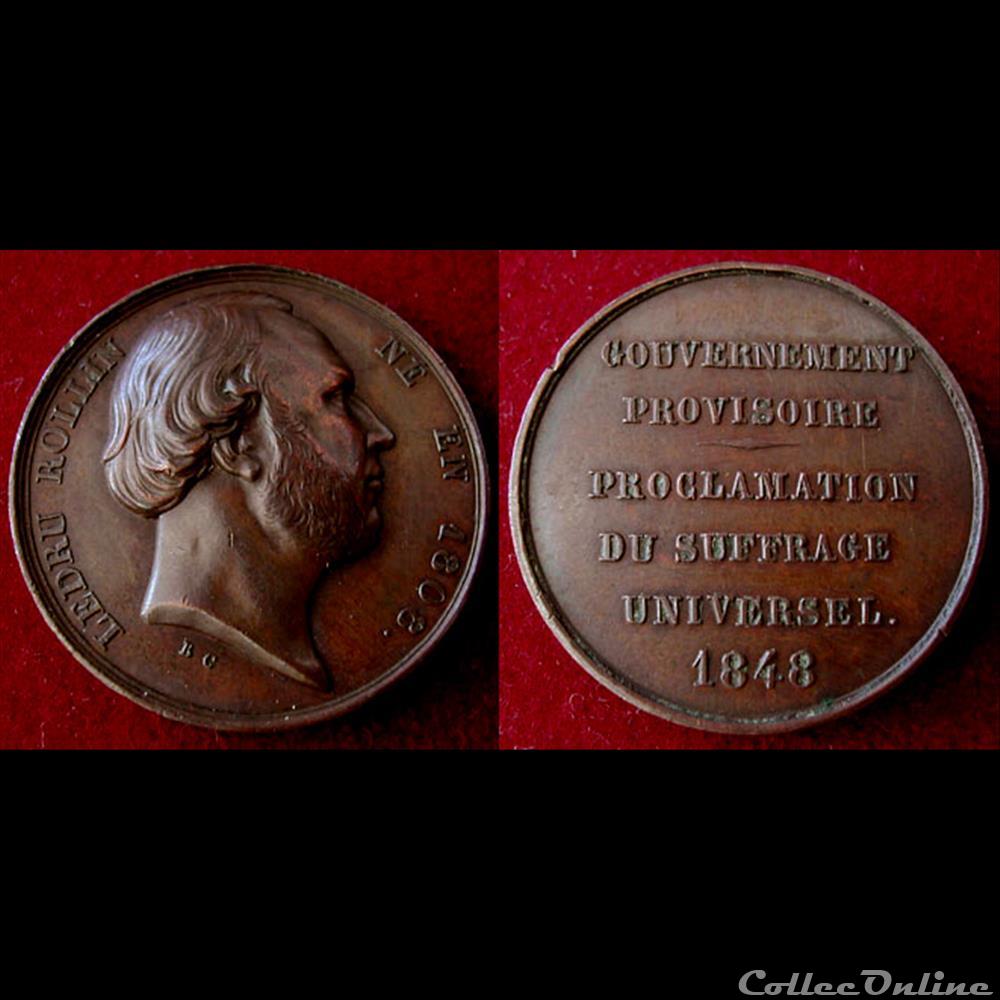 LEDRU ROLLIN
NÉ EN 1808.
B C
GOUVERNEMENT
PROVISOIRE
PROCLAMATION
DU SUFFRAGE
UNIVERSEL.
1848
CollecOnline